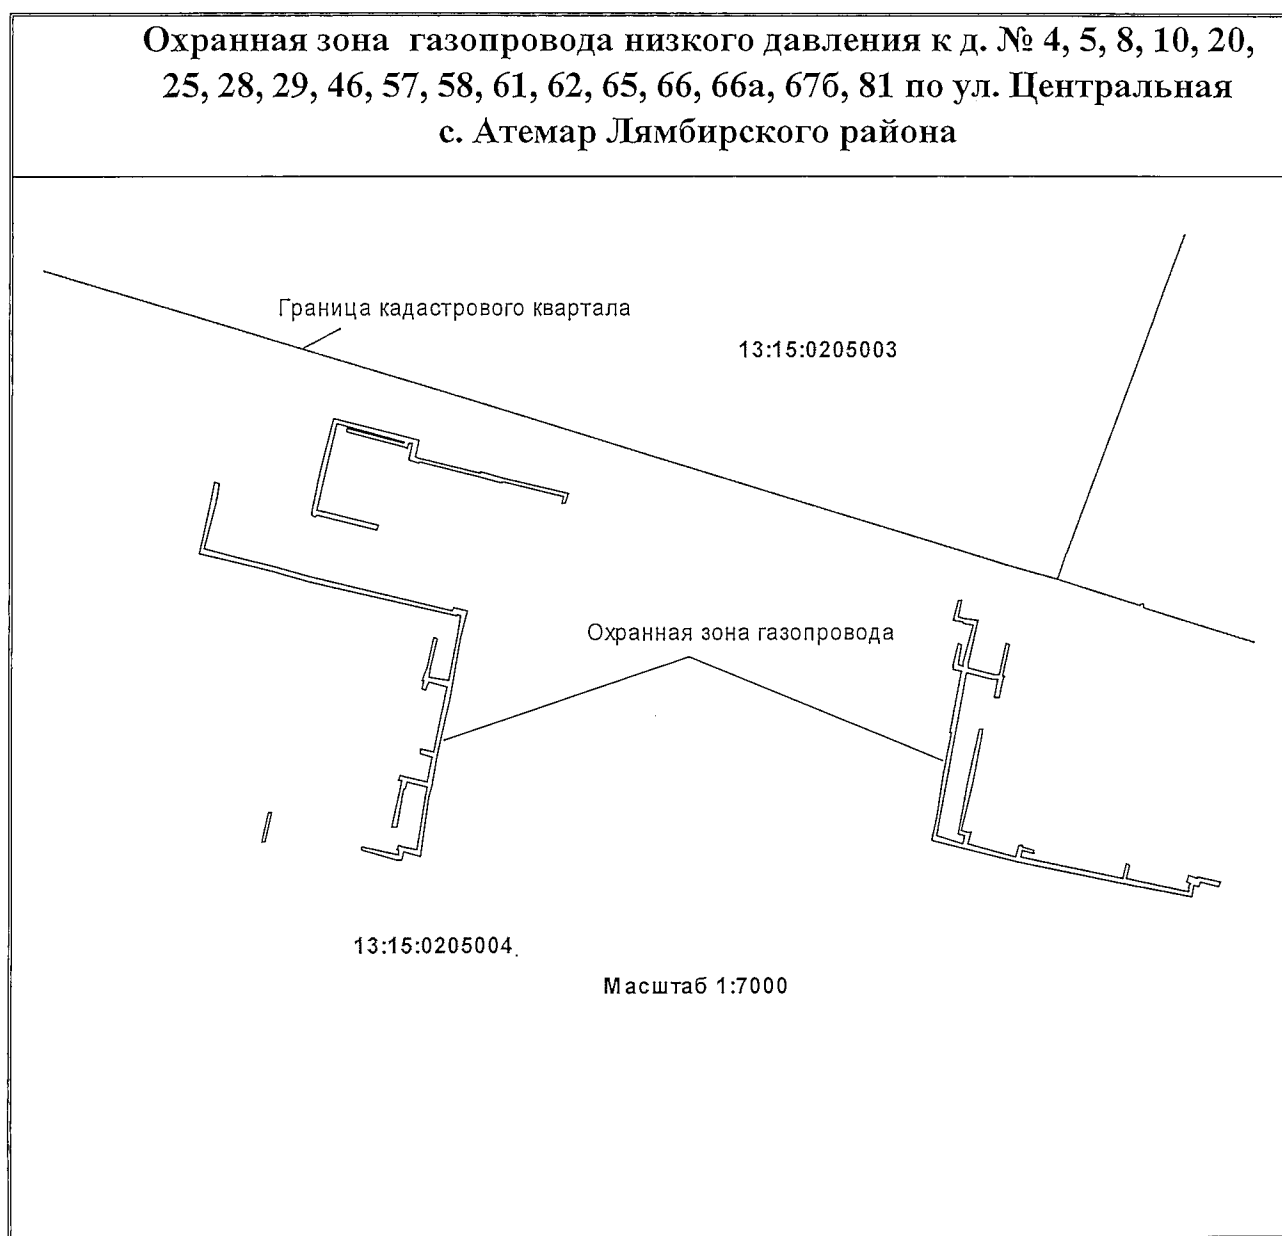 Охранная зона газопровода низкого давления к д. № 4, 5, 8, 10, 20,
25, 28, 29, 46, 57, 58, 61, 62, 65, 66, 66а, 67б, 81 по ул. Центральная
с. Атемар Лямбирского района
Граница кадастрового квартала
13:15:0205003
Охранная зона газопровода
13:15:0205004
Масштаб 1:7000